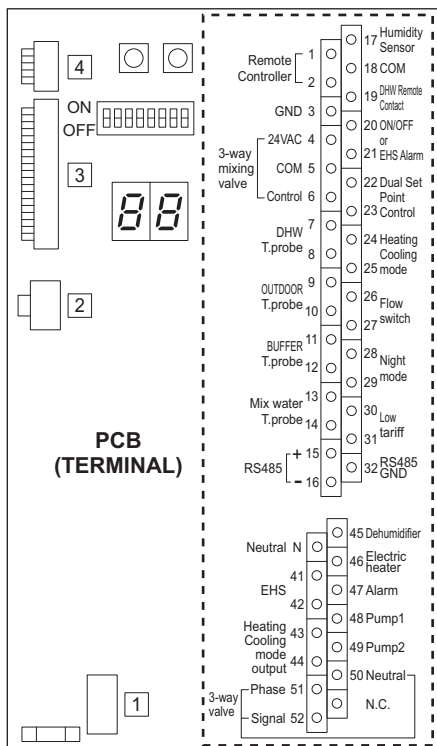 4
ON
OFF
3
88
2
PCB
(TERMINAL)
1
Remote
Controller
1
2
GND 3
3-way
mixing
valve
24VAC 4
COM 5
Control 6
DHW
T.probe
7
8
OUTDOOR
T.probe
9
10
BUFFER
T.probe
11
12
Mix water
T.probe
13
14
RS485
+ 15
- 16
17 Humidity
Sensor
18 COM
19 DHW Remote
Contact
20 ON/OFF
or
21 EHS Alarm
22 Dual Set
Point
23 Control
24 Heating
Cooling
25 mode
26
Flow
switch
27
28
Night
mode
29
30
Low
tariff
31
32 RS485
GND
Neutral N
EHS
41
42
Heating
Cooling
mode
output
43
44
3-way
valve
Phase 51
Signal 52
45 Dehumidifier
46 Electric
heater
47 Alarm
48 Pump1
49 Pump2
50 Neutral
N.C.